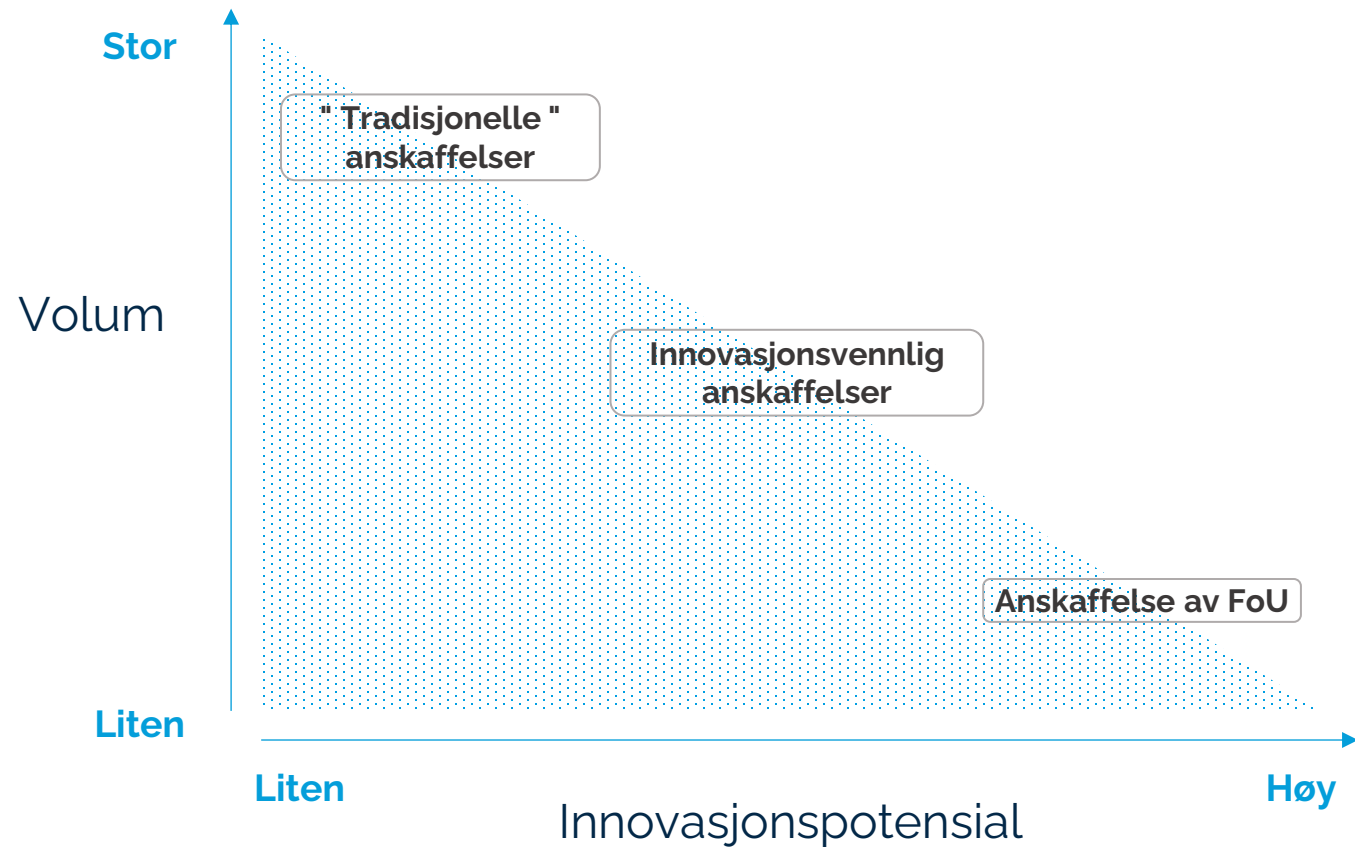 Stor
" Tradisjonelle "
anskaffelser
Volum
Innovasjonsvennlig
anskaffelser
Anskaffelse av FoU
Liten
Liten
Høy
Innovasjonspotensial